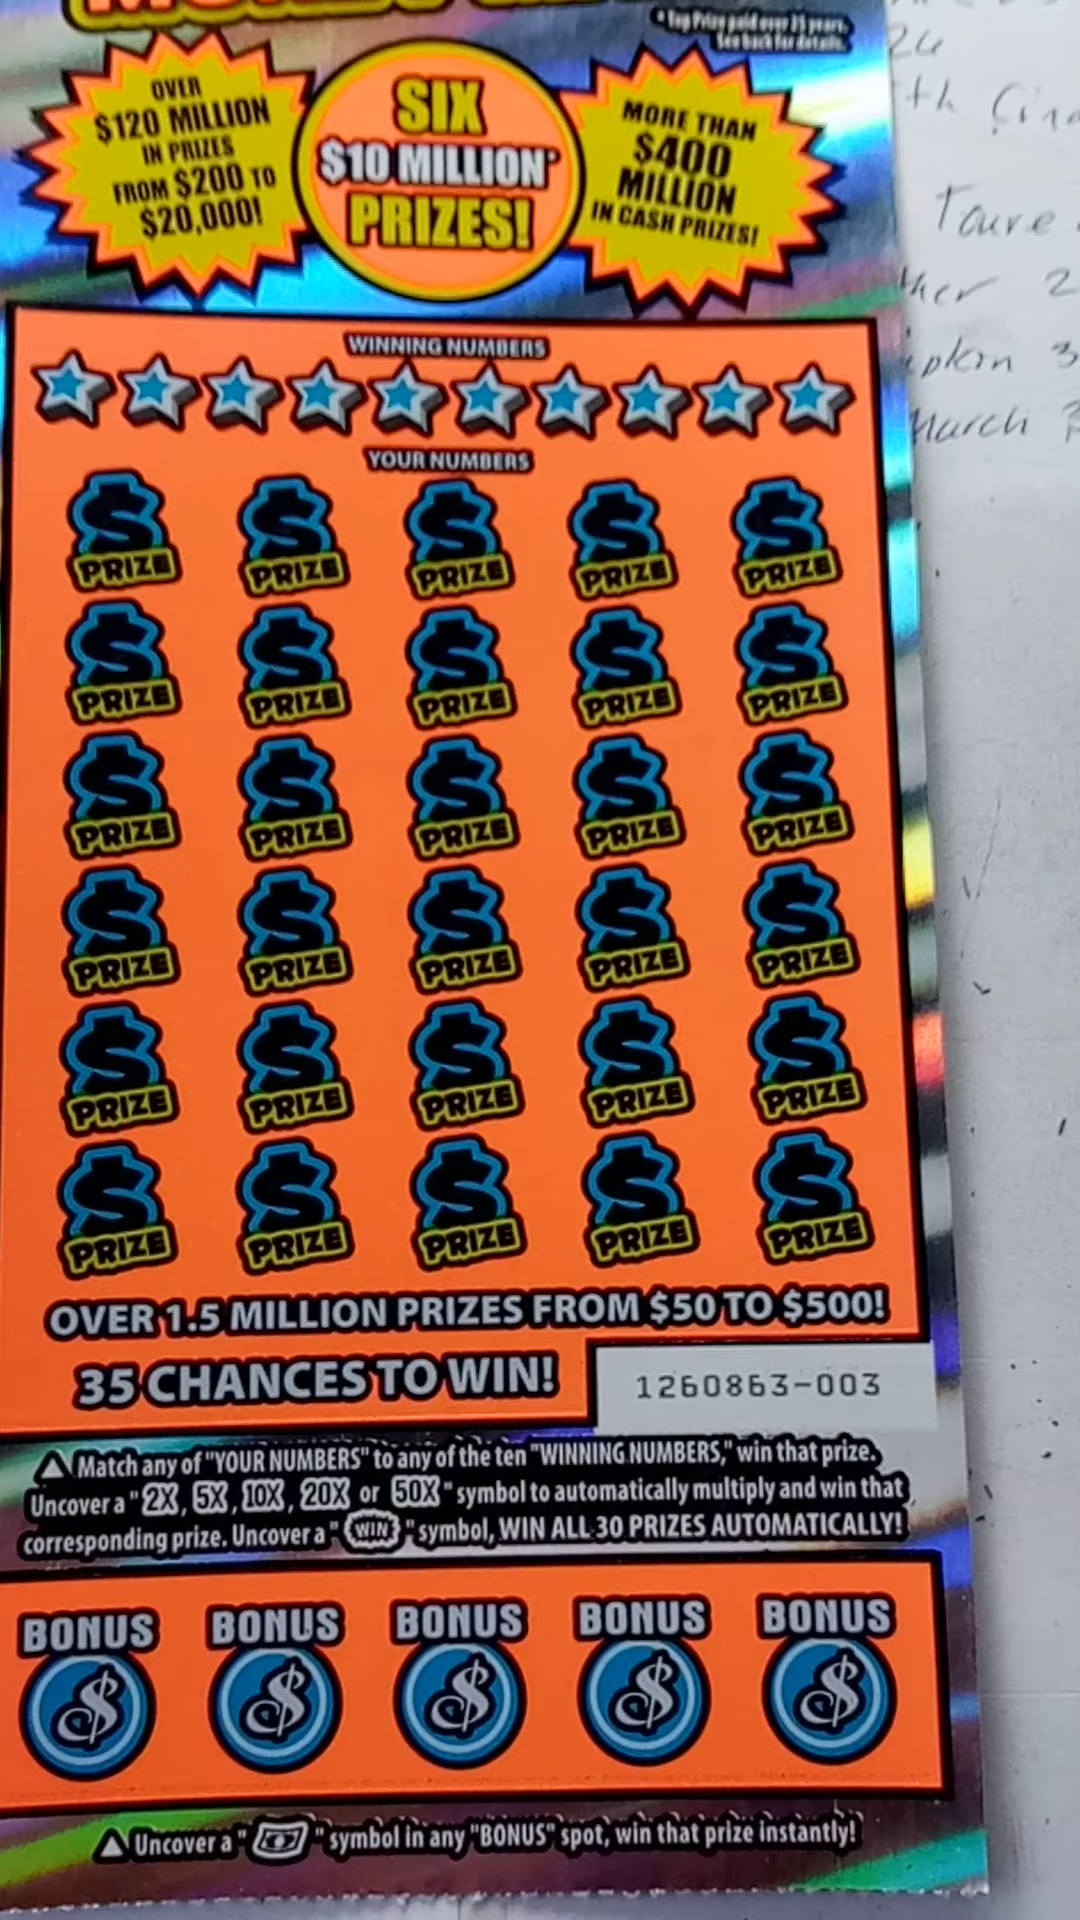 * Top Prize paid over 25 years.
See back for details.
OVER
$120 MILLION
IN PRIZES
FROM $200 TO
$20,000!
SIX
$10 MILLION*
PRIZES!
MORE THAN
$400
MILLION
IN CASH PRIZES!
WINNING NUMBERS
YOUR NUMBERS
PRIZE PRIZE PRIZE PRIZE PRIZE
PRIZE PRIZE PRIZE PRIZE PRIZE
PRIZE PRIZE PRIZE PRIZE PRIZE
PRIZE PRIZE PRIZE PRIZE PRIZE
PRIZE PRIZE PRIZE PRIZE PRIZE
PRIZE PRIZE PRIZE PRIZE PRIZE
OVER 1.5 MILLION PRIZES FROM $50 TO $500!
35 CHANCES TO WIN!
1260863-003
Match any of "YOUR NUMBERS" to any of the ten "WINNING NUMBERS," win that prize.
Uncover a "2X, 5X, 10X, 20X or 50X" symbol to automatically multiply and win that
corresponding prize. Uncover a "WIN" symbol, WIN ALL 30 PRIZES AUTOMATICALLY!
BONUS BONUS BONUS BONUS BONUS
$ $ $ $ $
Uncover a " " symbol in any "BONUS" spot, win that prize instantly!
Toure
March